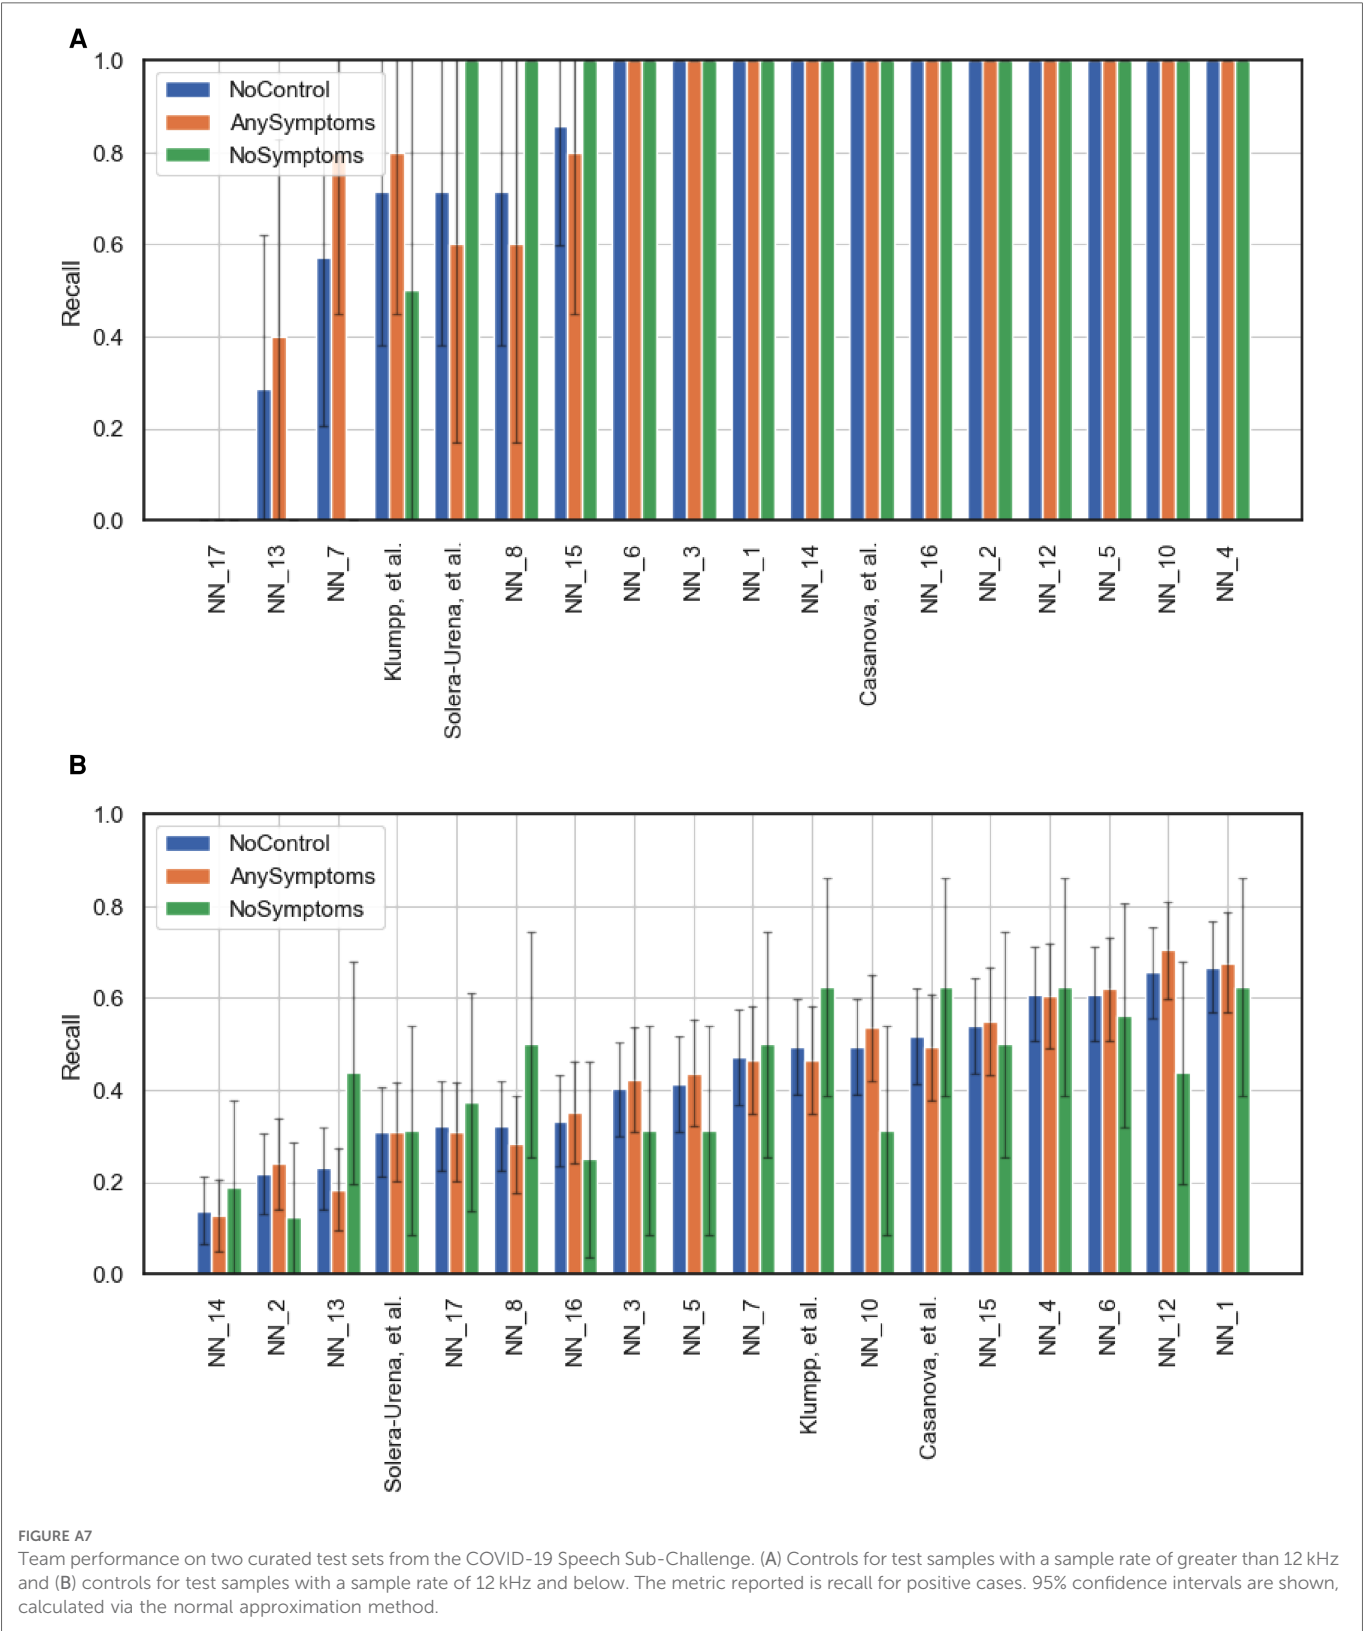 A
1.0
0.8
0.6
0.4
0.2
0.0
Recall
NoControl
AnySymptoms
NoSymptoms
NN_17
NN_13
NN_7
Klumpp, et al.
Solera-Urena, et al.
NN_8
NN_15
NN_6
NN_3
NN_1
NN_14
Casanova, et al.
NN_16
NN_2
NN_12
NN_5
NN_10
NN_4
B
1.0
0.8
0.6
0.4
0.2
0.0
Recall
NoControl
AnySymptoms
NoSymptoms
NN_14
NN_2
NN_13
Solera-Urena, et al.
NN_17
NN_8
NN_16
NN_3
NN_5
NN_7
Klumpp, et al.
NN_10
Casanova, et al.
NN_15
NN_4
NN_6
NN_12
NN_1
FIGURE A7
Team performance on two curated test sets from the COVID-19 Speech Sub-Challenge. (A) Controls for test samples with a sample rate of greater than 12 kHz
and (B) controls for test samples with a sample rate of 12 kHz and below. The metric reported is recall for positive cases. 95% confidence intervals are shown,
calculated via the normal approximation method.